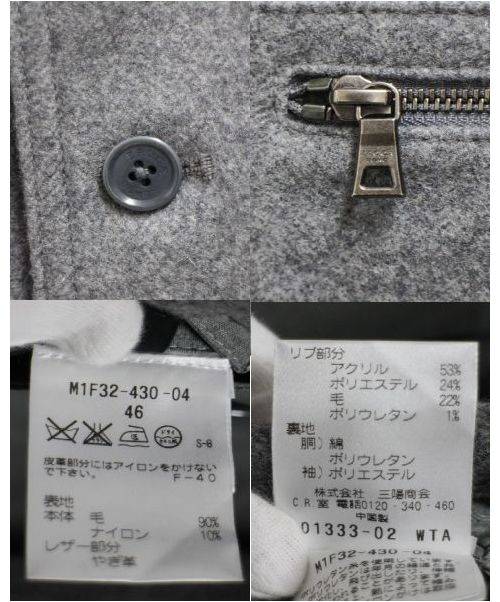 M1F32-430-04
46
ドライ
S-8
皮革部分にはアイロンをかけない
で下さい。 F-40
表地
本体 毛 90%
ナイロン 10%
レザー部分
やぎ革
リブ部分
アクリル 53%
ポリエステル 24%
毛 22%
ポリウレタン 1%
裏地
胴) 綿
ポリウレタン
袖) ポリエステル
株式会社 三陽商会
C.R.室 電話0120-340-460
中国製
01333-02 WTA
M1F32-430-04